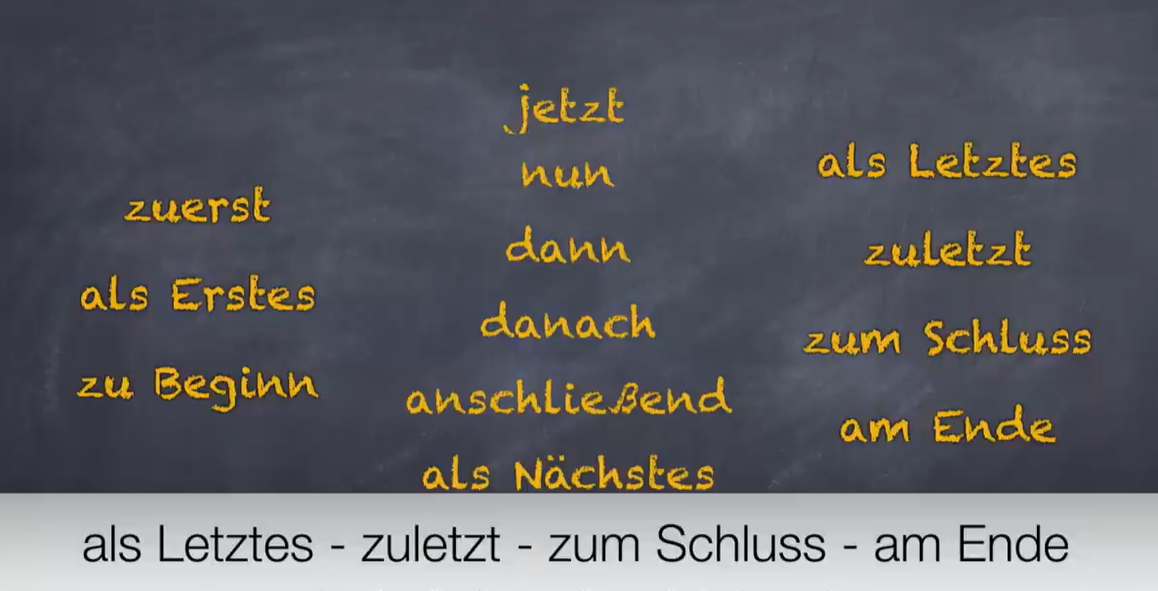 zuerst
als Erstes
zu Beginn
jetzt
nun
dann
danach
anschließend
als Nächstes
als Letztes
zuletzt
zum Schluss
am Ende
als Letztes - zuletzt - zum Schluss - am Ende